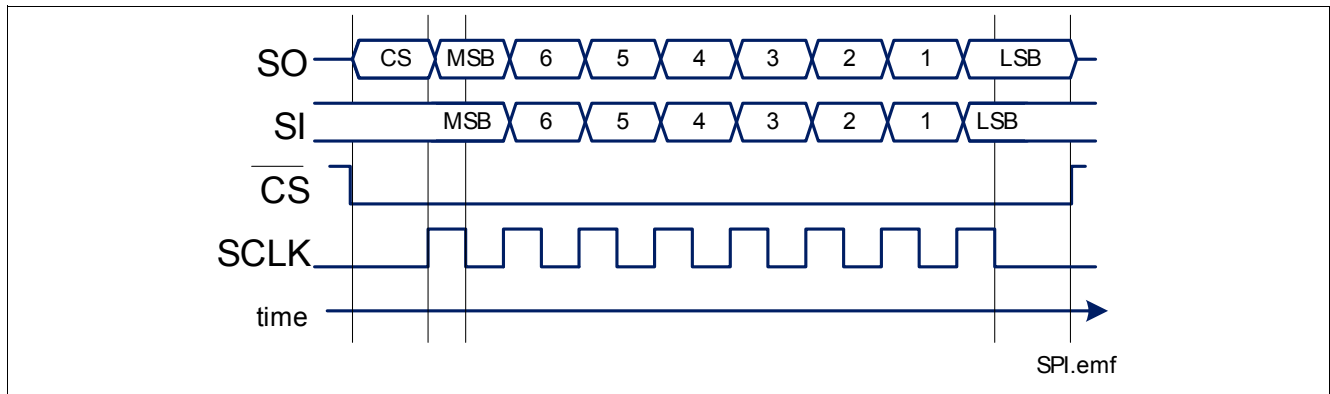 SO CS MSB 6 5 4 3 2 1 LSB
SI MSB 6 5 4 3 2 1 LSB
CS
SCLK
time
SPI.emf